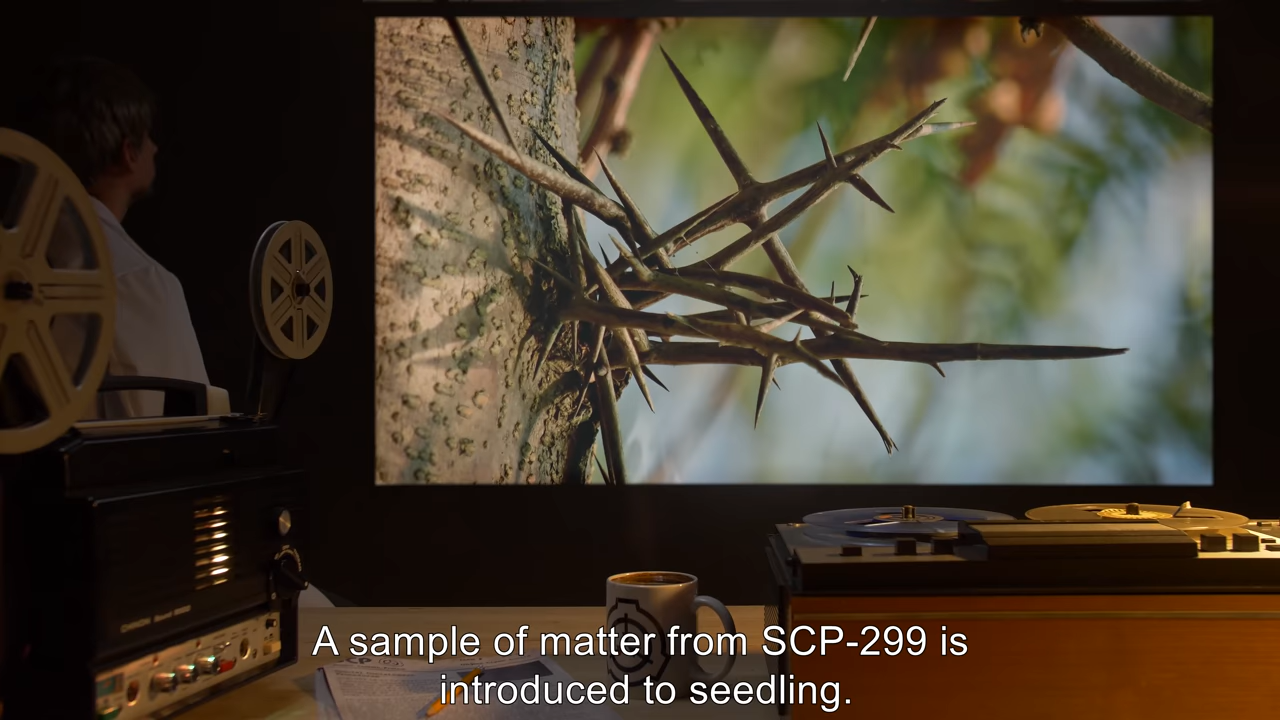 A sample of matter from SCP-299 is
introduced to seedling.